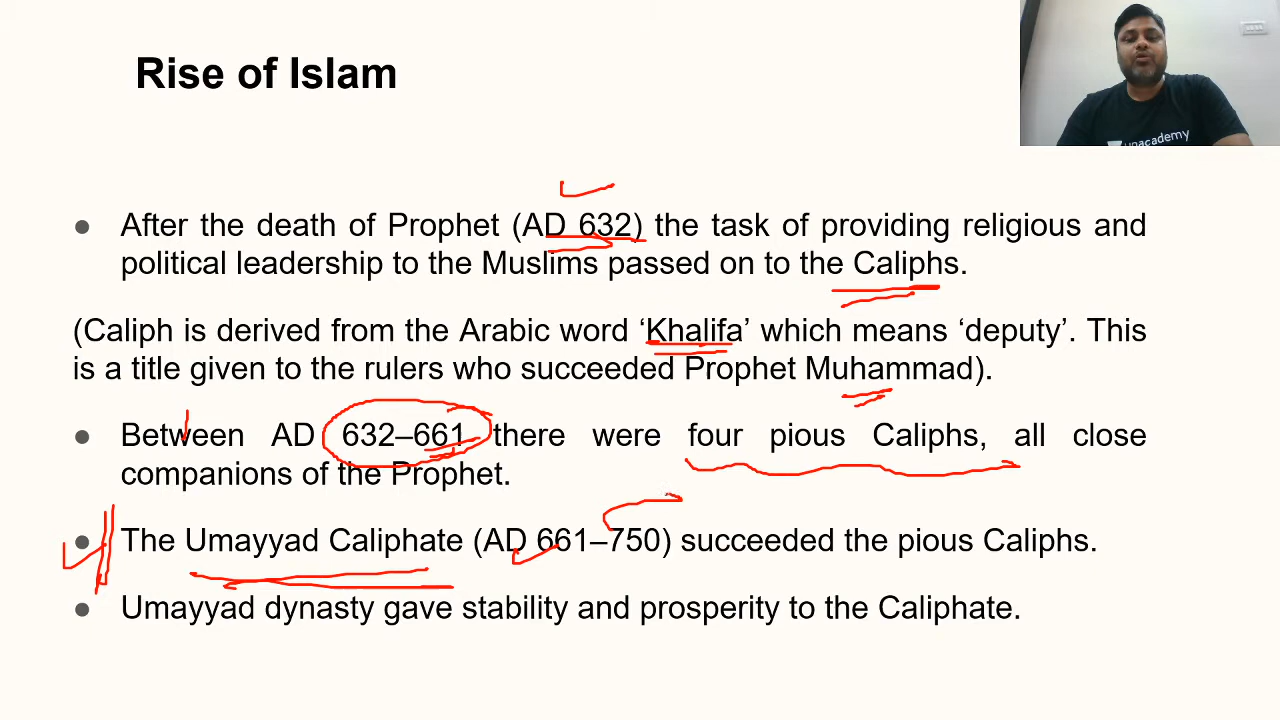 Rise of Islam
unacademy
● After the death of Prophet (AD 632) the task of providing religious and
political leadership to the Muslims passed on to the Caliphs.
(Caliph is derived from the Arabic word ‘Khalifa’ which means ‘deputy’. This
is a title given to the rulers who succeeded Prophet Muhammad).
● Between AD 632–661 there were four pious Caliphs, all close
companions of the Prophet.
● The Umayyad Caliphate (AD 661–750) succeeded the pious Caliphs.
● Umayyad dynasty gave stability and prosperity to the Caliphate.